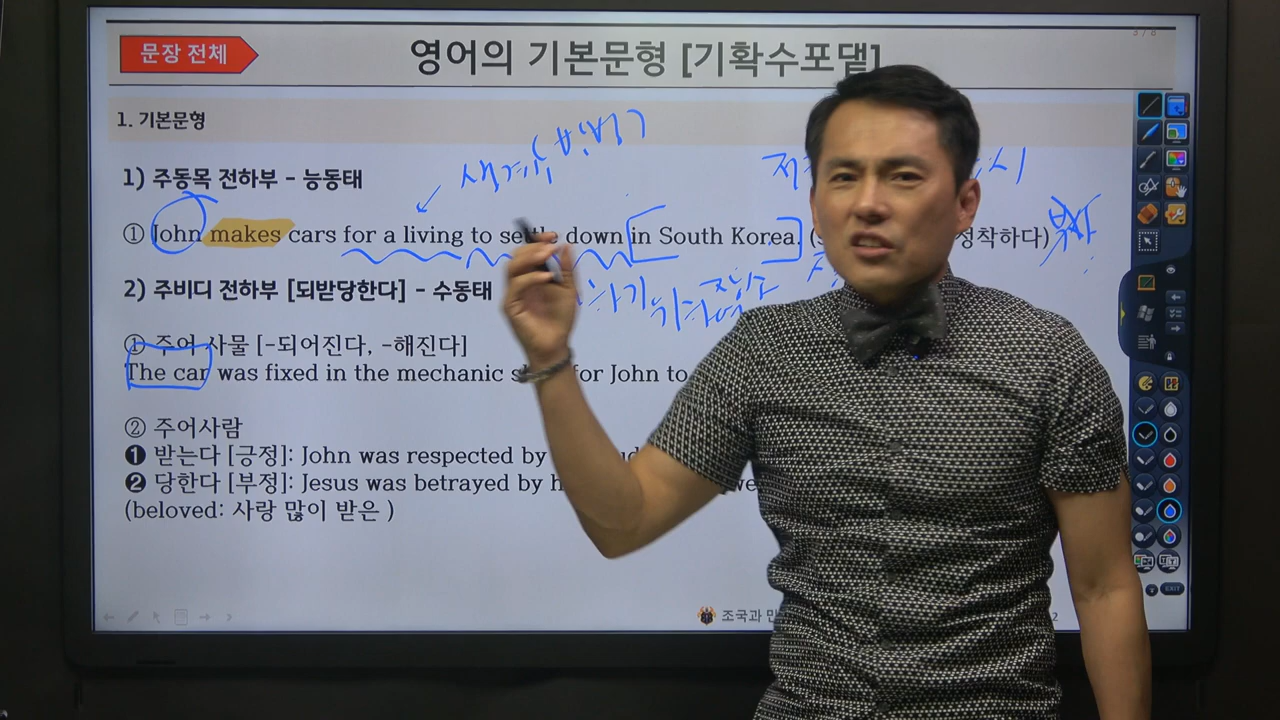 문장 전체
영어의 기본문형 [기확수포댈]
1. 기본문형
생계(방법)
1) 주동목 전하부 - 능동태
① John makes cars for a living to settle down in South Korea. 정착하다)
2) 주비디 전하부 [되받당한다] - 수동태
① 주어 사물 [-되어진다, -해진다]
The car was fixed in the mechanic for John to
② 주어사람
❶ 받는다 [긍정]: John was respected by
❷ 당한다 [부정]: Jesus was betrayed by
(beloved: 사랑 많이 받은 )
조국과
EXIT